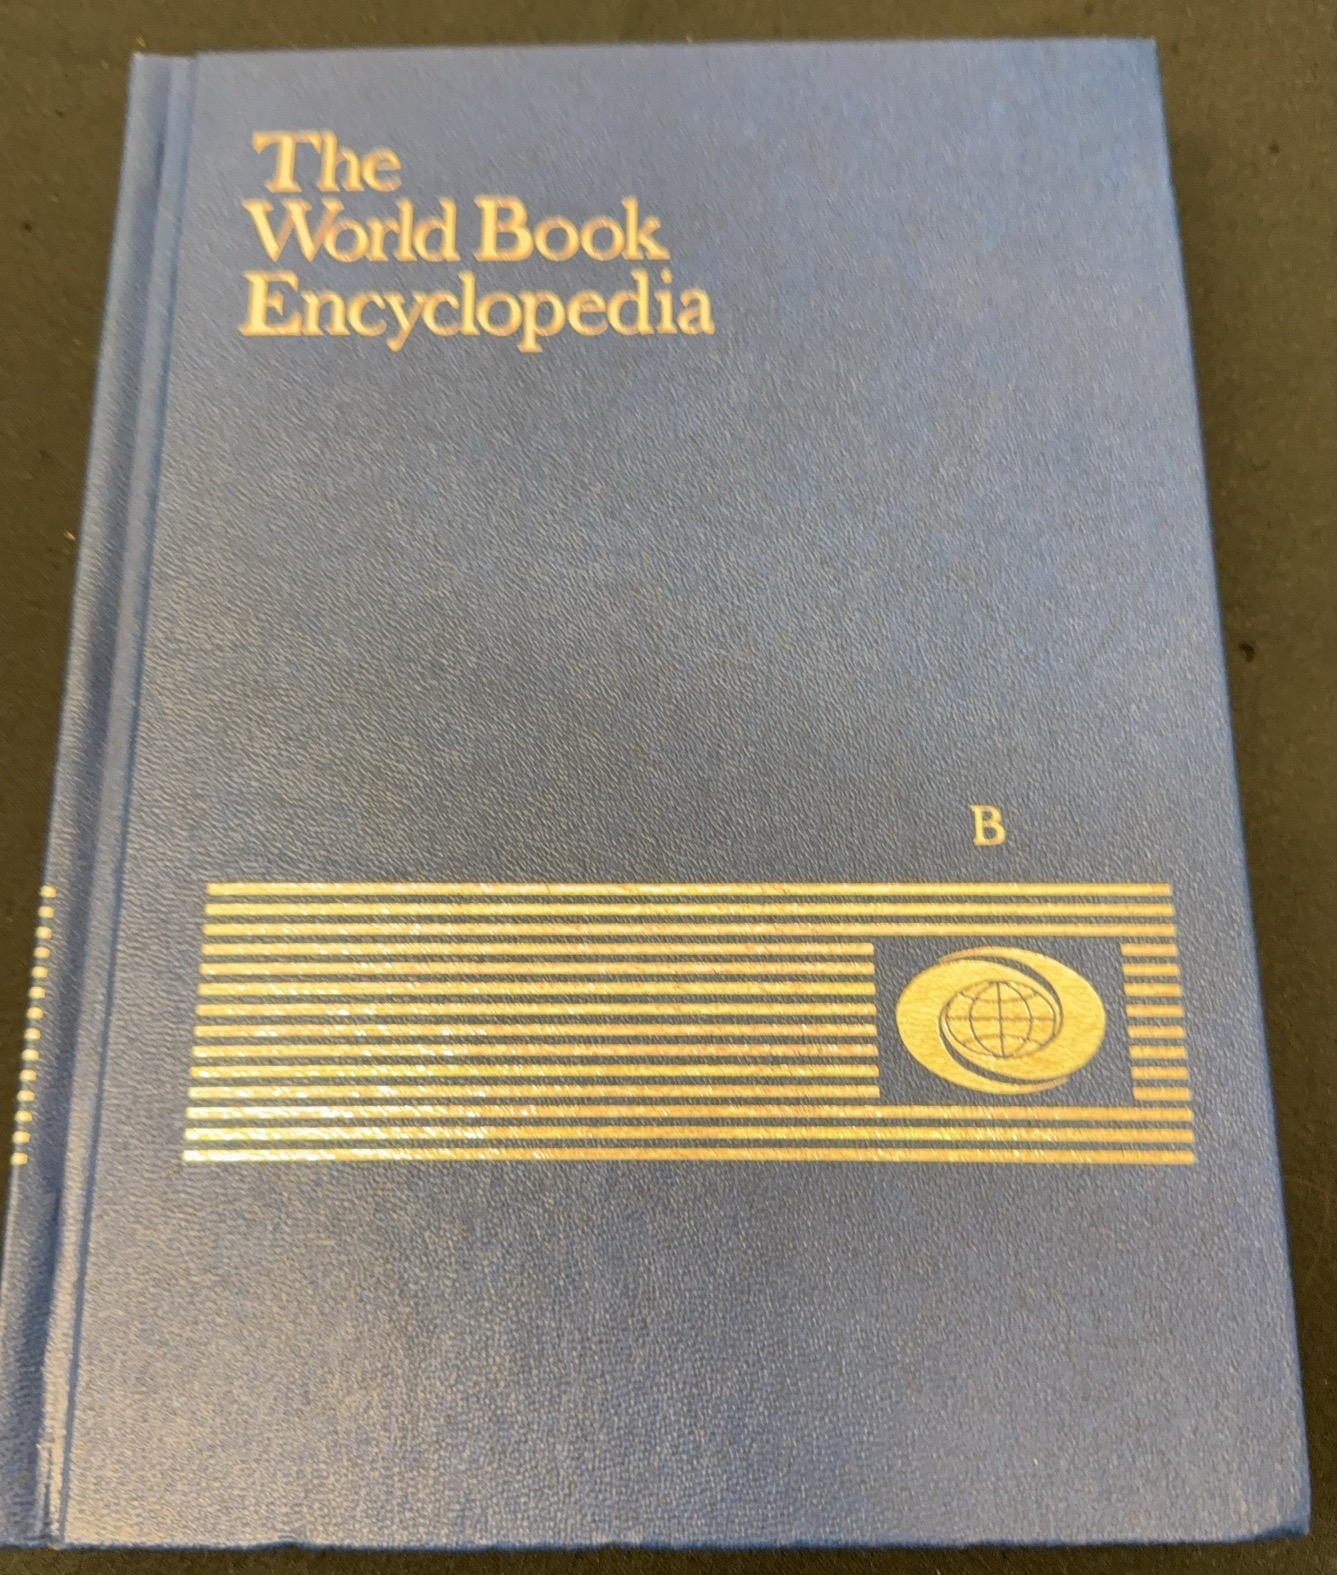 The
World Book
Encyclopedia
B